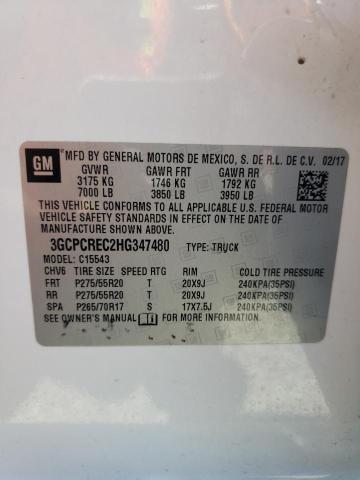 GM MFD BY GENERAL MOTORS DE MEXICO, S. DE R.L. DE C.V. 02/17
GVWR GAWR FRT GAWR RR
3175 KG 1746 KG 1792 KG
7000 LB 3850 LB 3950 LB
THIS VEHICLE CONFORMS TO ALL APPLICABLE U.S. FEDERAL MOTOR
VEHICLE SAFETY STANDARDS IN EFFECT ON THE DATE OF
MANUFACTURE SHOWN ABOVE.
3GCPCREC2HG347480 TYPE: TRUCK
MODEL: C15543
CHV6 TIRE SIZE SPEED RTG RIM COLD TIRE PRESSURE
FRT P275/55R20 T 20X9J 240KPA(35PSI)
RR P275/55R20 T 20X9J 240KPA(35PSI)
SPA P265/70R17 S 17X7.5J 240KPA(35PSI)
SEE OWNER'S MANUAL FOR MORE INFORMATION.